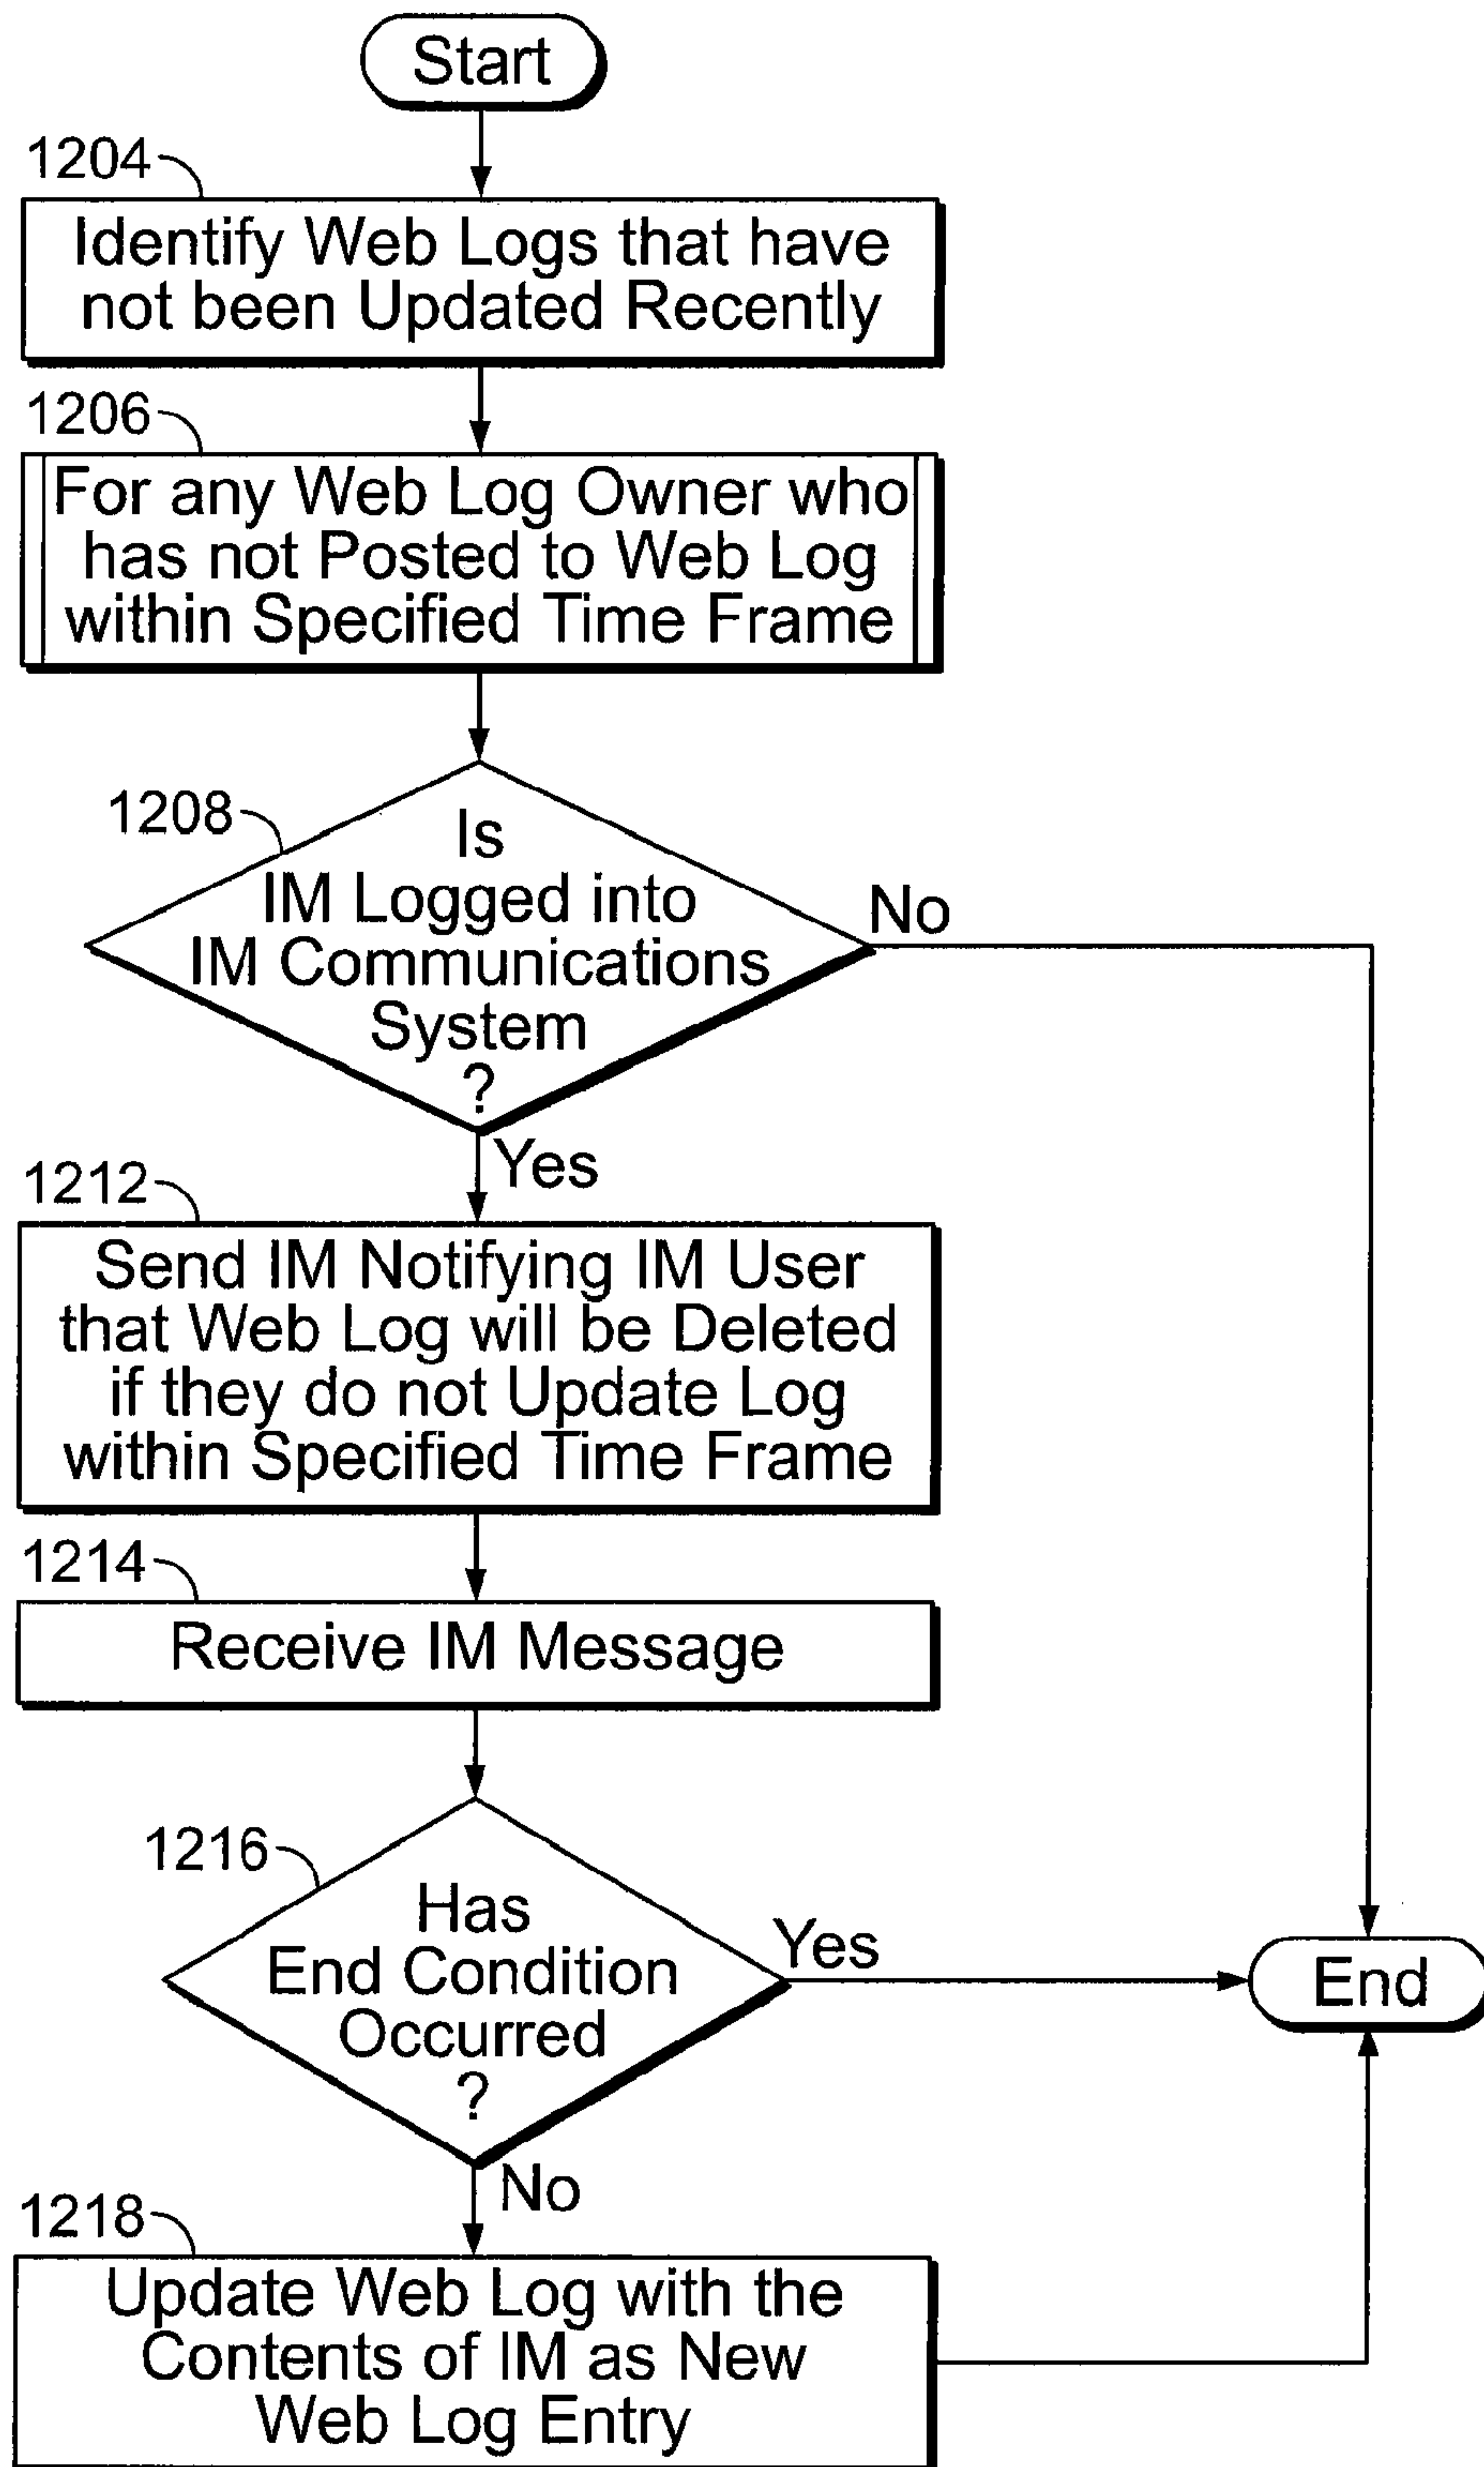 Start
1204
Identify Web Logs that have
not been Updated Recently
1206
For any Web Log Owner who
has not Posted to Web Log
within Specified Time Frame
1208
Is
IM Logged into
IM Communications
System
?
No
Yes
1212
Send IM Notifying IM User
that Web Log will be Deleted
if they do not Update Log
within Specified Time Frame
1214
Receive IM Message
1216
Has
End Condition
Occurred
?
Yes
End
No
1218
Update Web Log with the
Contents of IM as New
Web Log Entry